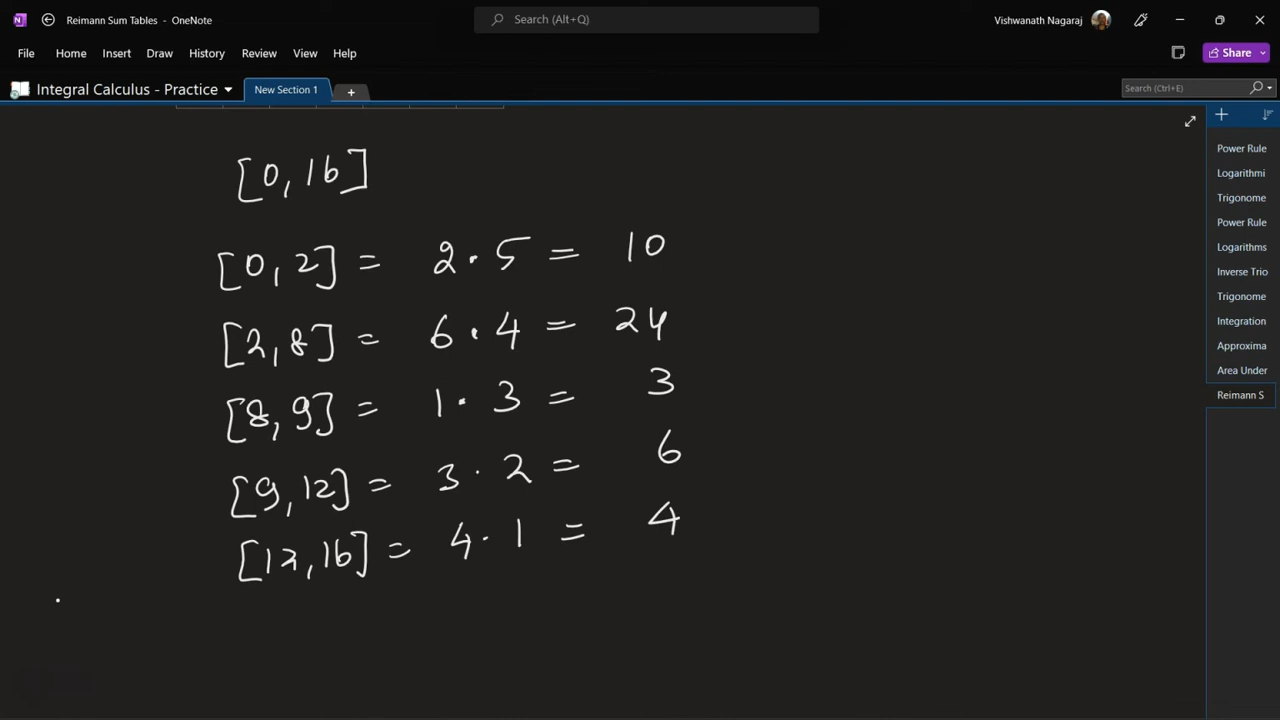 Reimann Sum Tables - OneNote
Search (Alt+Q)
Vishwanath Nagaraj
File Home Insert Draw History Review View Help
Share
Integral Calculus - Practice
New Section 1
+
Search (Ctrl+E)
Power Rule
Logarithmi
Trigonome
Power Rule
Logarithms
Inverse Trio
Trigonome
Integration
Approxima
Area Under
Reimann S
[0, 16]
[0, 2] = 2 · 5 = 10
[2, 8] = 6 · 4 = 24
[8, 9] = 1 · 3 = 3
[9, 12] = 3 · 2 = 6
[12, 16] = 4 · 1 = 4